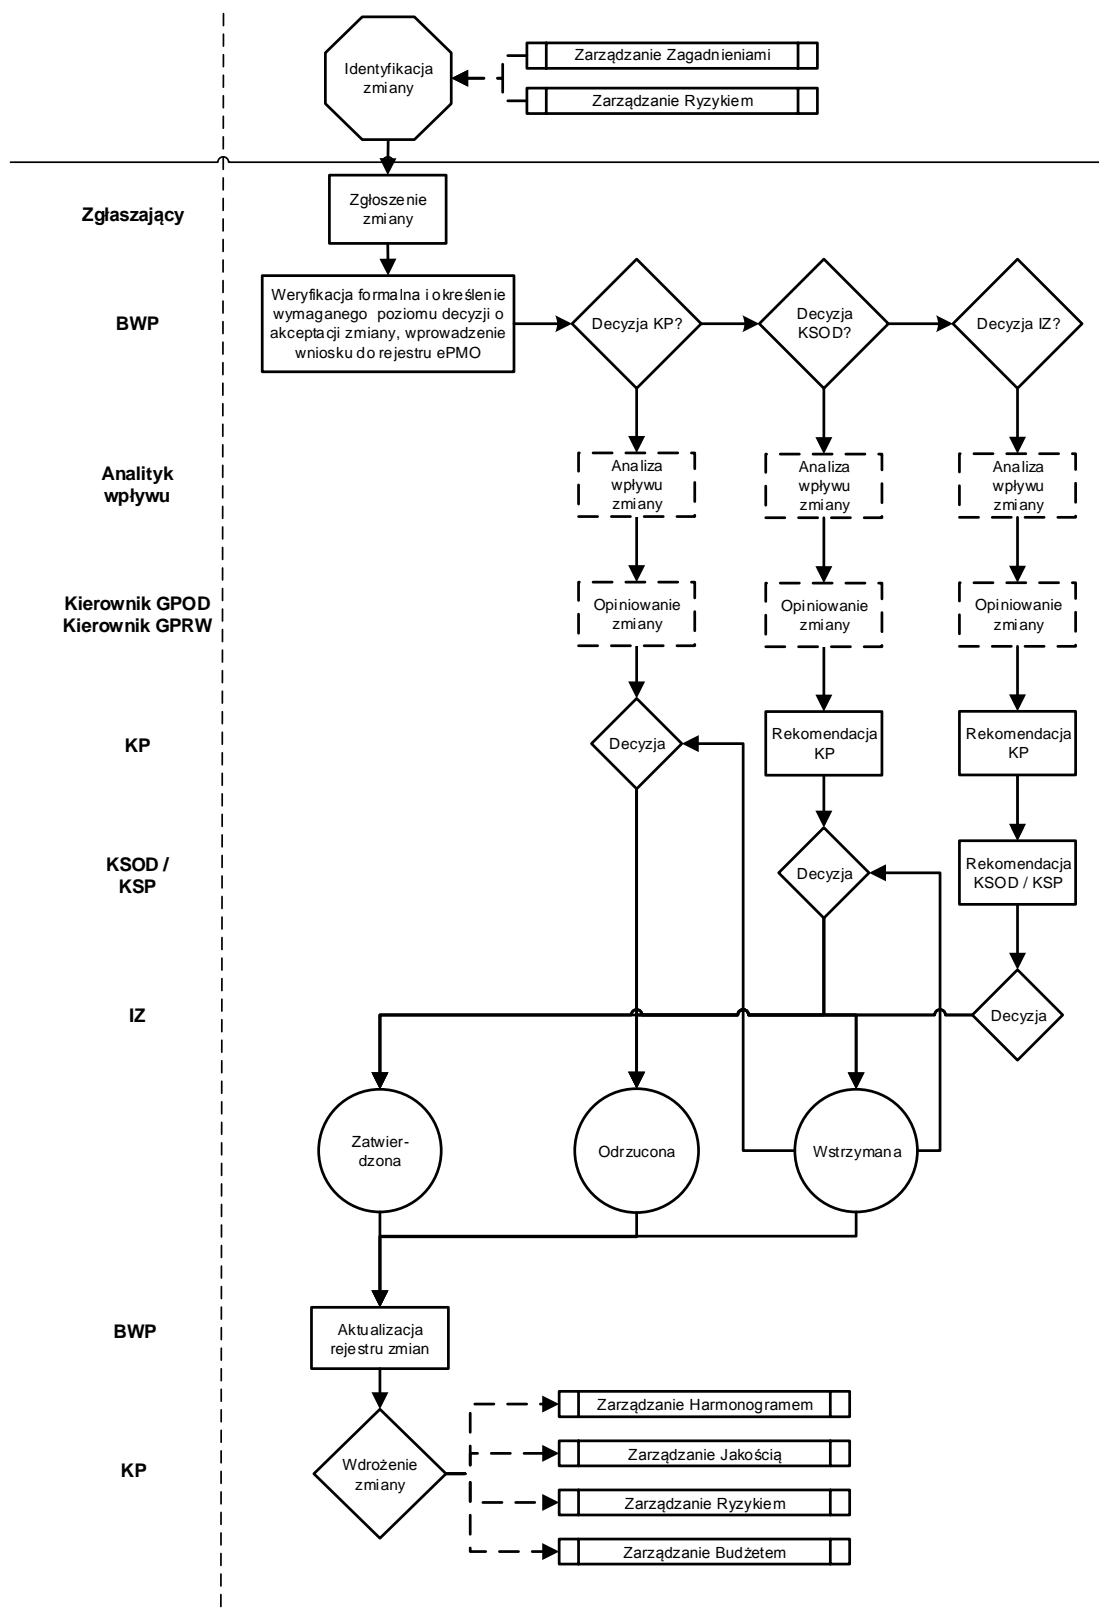 Identyfikacja
zmiany
Zarządzanie Zagadnieniami
Zarządzanie Ryzykiem
Zgłaszający
Zgłoszenie
zmiany
BWP
Weryfikacja formalna i określenie
wymaganego poziomu decyzji o
akceptacji zmiany, wprowadzenie
wniosku do rejestru ePMO
Decyzja KP?
Decyzja
KSOD?
Decyzja IZ?
Analityk
wpływu
Analiza
wpływu
zmiany
Analiza
wpływu
zmiany
Analiza
wpływu
zmiany
Kierownik GPOD
Kierownik GPRW
Opiniowanie
zmiany
Opiniowanie
zmiany
Opiniowanie
zmiany
KP
Decyzja
Rekomendacja
KP
Rekomendacja
KP
KSOD /
KSP
Decyzja
Rekomendacja
KSOD / KSP
IZ
Decyzja
Zatwier-
dzona
Odrzucona
Wstrzymana
BWP
Aktualizacja
rejestru zmian
KP
Wdrożenie
zmiany
Zarządzanie Harmonogramem
Zarządzanie Jakością
Zarządzanie Ryzykiem
Zarządzanie Budżetem